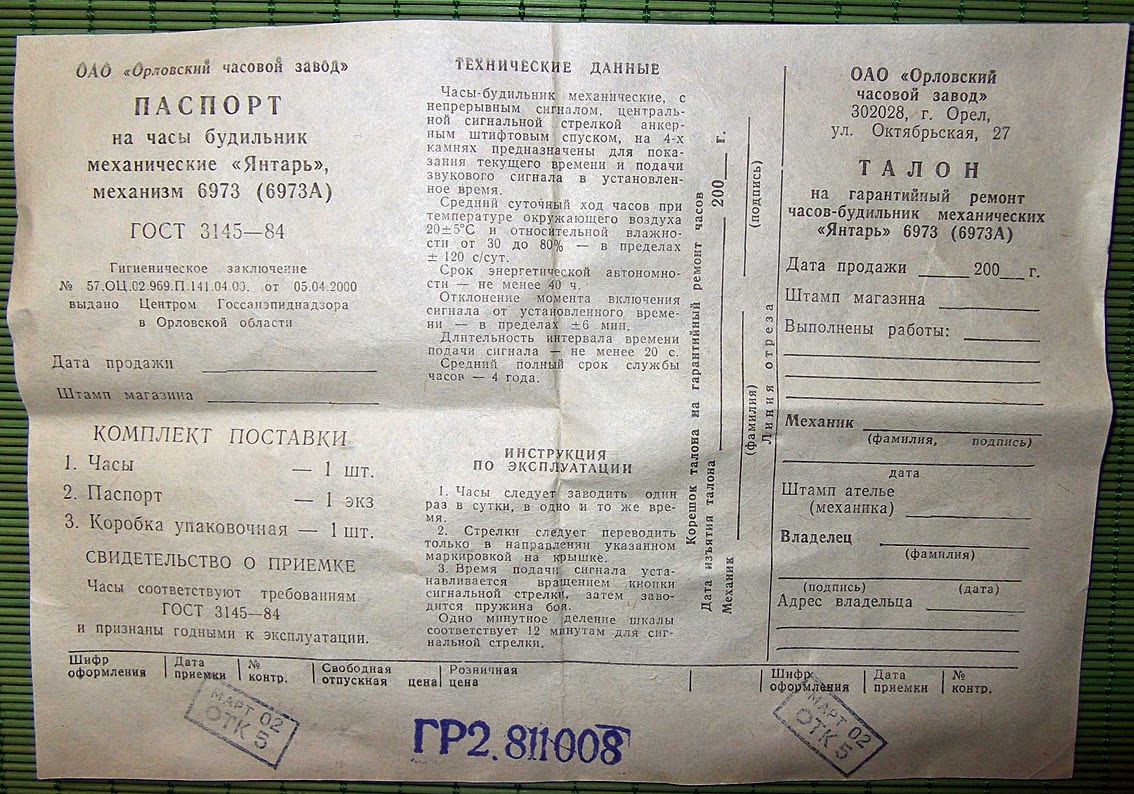 ОАО «Орловский часовой завод»
ПАСПОРТ
на часы будильник
механические «Янтарь»,
механизм 6973 (6973А)
ГОСТ 3145—84
Гигиеническое заключение
№ 57.ОЦ.02.969.П.141.04.00. от 05.04.2000
выдано Центром Госсанэпиднадзора
в Орловской области
Дата продажи
Штамп магазина
КОМПЛЕКТ ПОСТАВКИ
1. Часы — 1 шт.
2. Паспорт — 1 экз
3. Коробка упаковочная — 1 шт.
СВИДЕТЕЛЬСТВО О ПРИЕМКЕ
Часы соответствуют требованиям
ГОСТ 3145—84
и признаны годными к эксплуатации.
ТЕХНИЧЕСКИЕ ДАННЫЕ
Часы-будильник механические, с
непрерывным сигналом, централь-
ной сигнальной стрелкой анкер-
ным штифтовым спуском, на 4-х
камнях предназначены для пока-
зания текущего времени и подачи
звукового сигнала в установлен-
ное время.
Средний суточный ход часов при
температуре окружающего воздуха
20±5°С и относительной влажно-
сти от 30 до 80% — в пределах
± 120 с/сут.
Срок энергетической автономно-
сти — не менее 40 ч.
Отклонение момента включения
сигнала от установленного време-
ни — в пределах ±6 мин.
Длительность интервала времени
подачи сигнала — не менее 20 с.
Средний полный срок службы
часов — 4 года.
ИНСТРУКЦИЯ
ПО ЭКСПЛУАТАЦИИ
1. Часы следует заводить один
раз в сутки, в одно и то же вре-
мя.
2. Стрелки следует переводить
только в направлении указанном
маркировкой на крышке.
3. Время подачи сигнала уста-
навливается вращением кнопки
сигнальной стрелки, затем заво-
дится пружина боя.
Одно минутное деление шкалы
соответствует 12 минутам для сиг-
нальной стрелки.
Корешок талона на гарантийный ремонт часов
Дата изъятия талона 200 г.
Механик
(фамилия) (подпись)
Линия отреза
ОАО «Орловский
часовой завод»
302028, г. Орел,
ул. Октябрьская, 27
ТАЛОН
на гарантийный ремонт
часов-будильник механических
«Янтарь» 6973 (6973А)
Дата продажи 200 г.
Штамп магазина
Выполнены работы:
Механик
(фамилия, подпись)
дата
Штамп ателье
(механика)
Владелец
(фамилия)
(подпись) (дата)
Адрес владельца
Шифр оформления
Дата приемки
№ контр.
Свободная отпускная цена
Розничная цена
Шифр оформления
Дата приемки
№ контр.
МАРТ 02
ОТК 5
ГР2.811008
МАРТ 02
ОТК 5